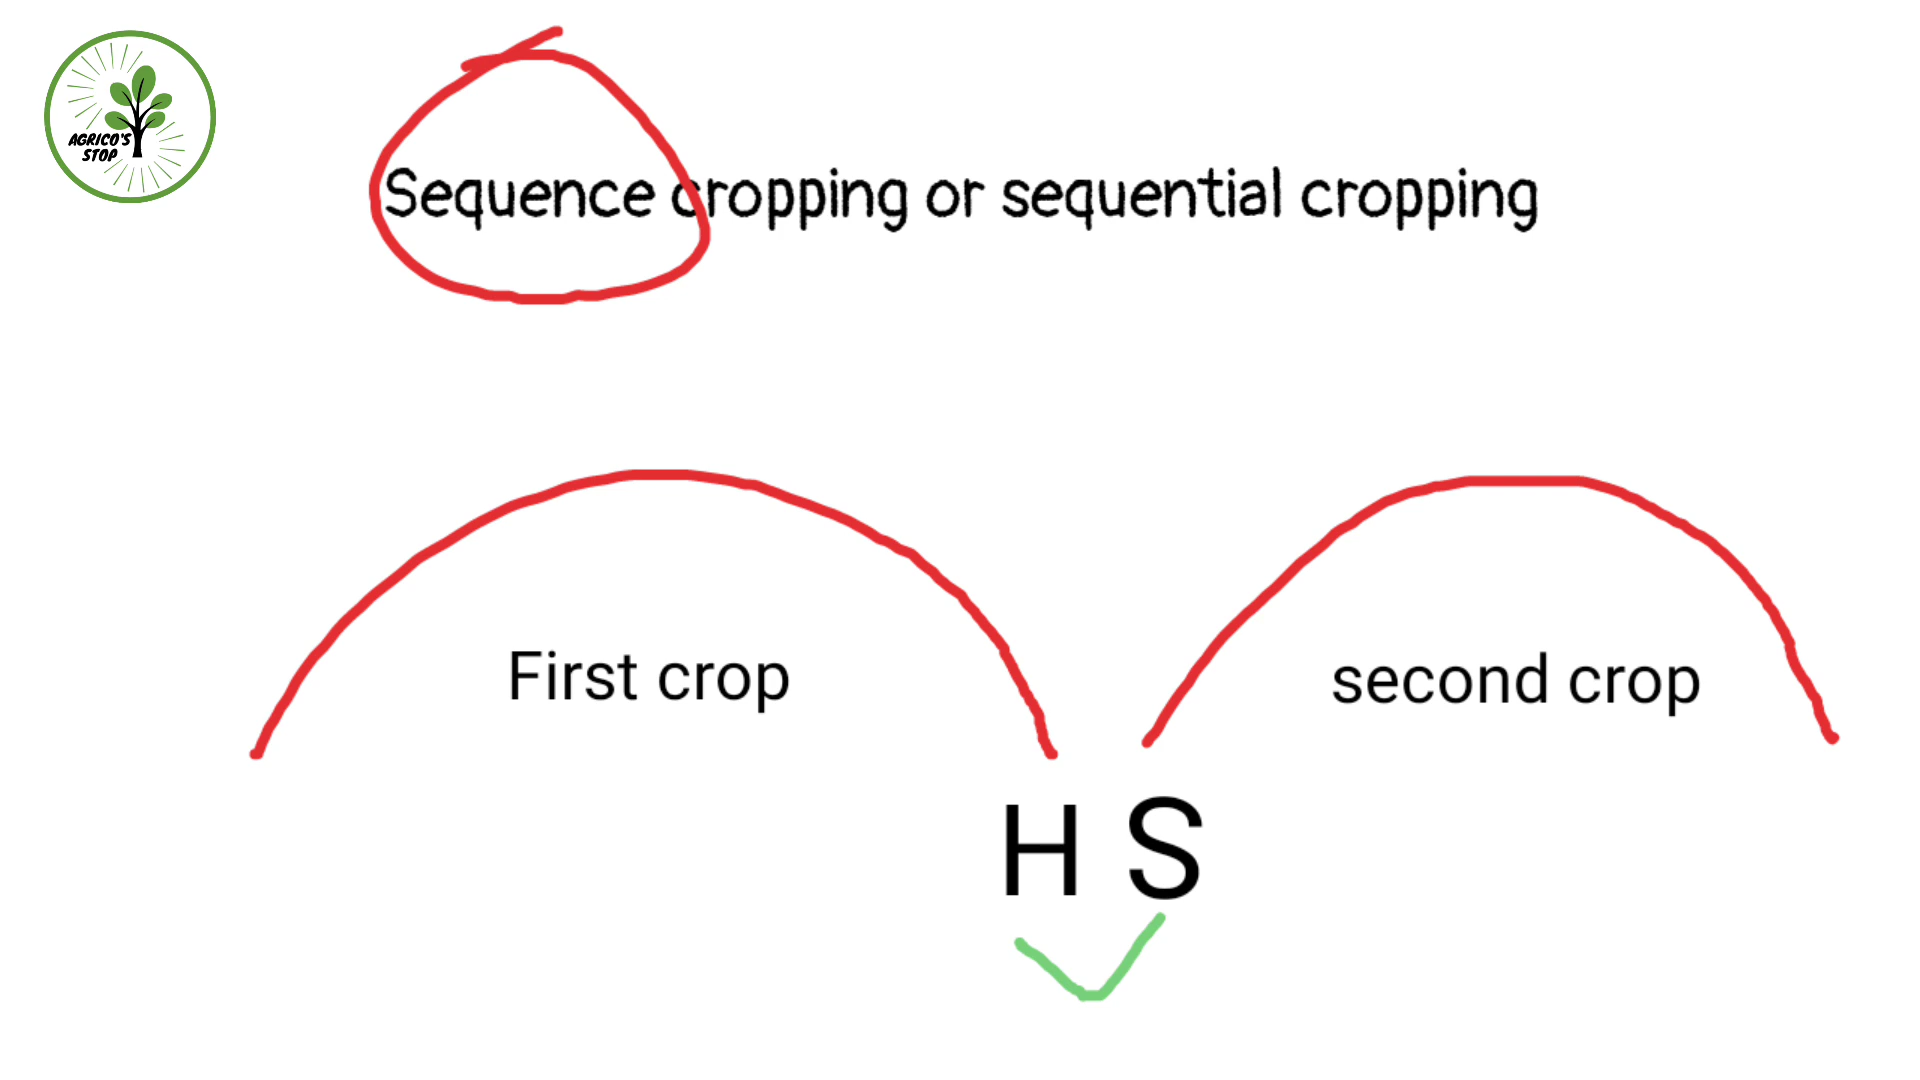 AGRICO'S
STOP
Sequence cropping or sequential cropping
First crop
second crop
H S